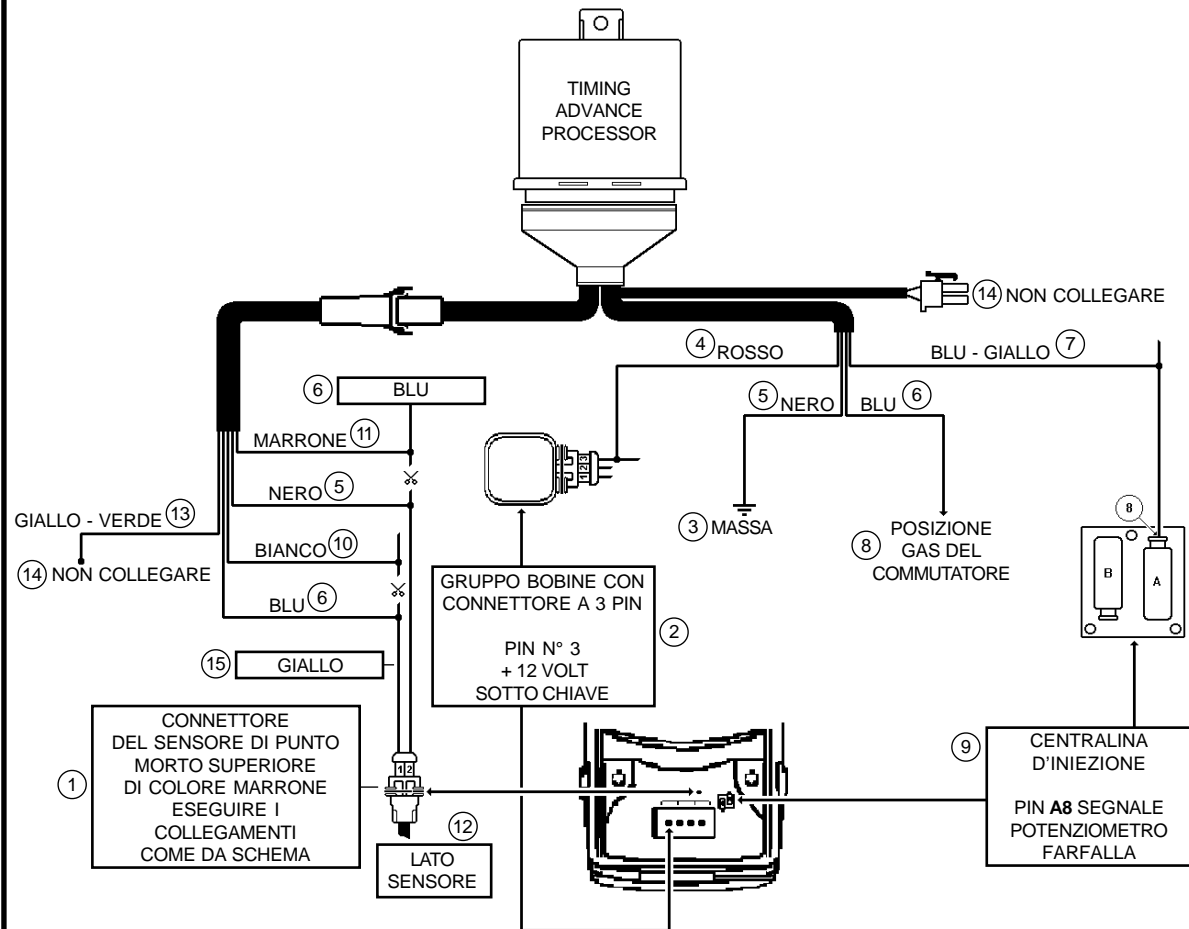 TIMING
ADVANCE
PROCESSOR
14 NON COLLEGARE
4 ROSSO
BLU - GIALLO 7
6 BLU
5 NERO
BLU 6
MARRONE 11
NERO 5
1 2 3
GIALLO - VERDE 13
14 NON COLLEGARE
BIANCO 10
BLU 6
3 MASSA
8 POSIZIONE
GAS DEL
COMMUTATORE
8
B
A
GRUPPO BOBINE CON
CONNETTORE A 3 PIN
PIN N° 3
+ 12 VOLT
SOTTO CHIAVE
2
15 GIALLO
1 CONNETTORE
DEL SENSORE DI PUNTO
MORTO SUPERIORE
DI COLORE MARRONE
ESEGUIRE I
COLLEGAMENTI
COME DA SCHEMA
1 2
12
LATO
SENSORE
9 CENTRALINA
D'INIEZIONE
PIN A8 SEGNALE
POTENZIOMETRO
FARFALLA